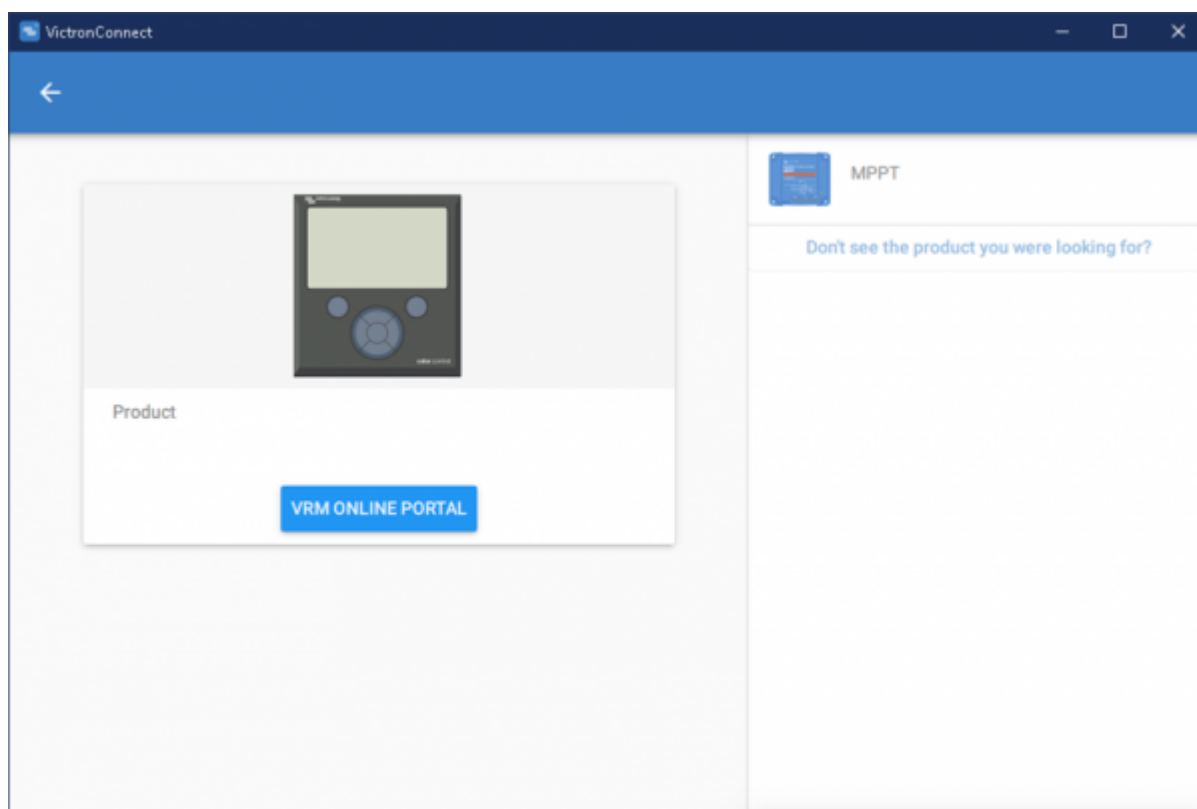 VictronConnect
MPPT
Don't see the product you were looking for?
Product
VRM ONLINE PORTAL